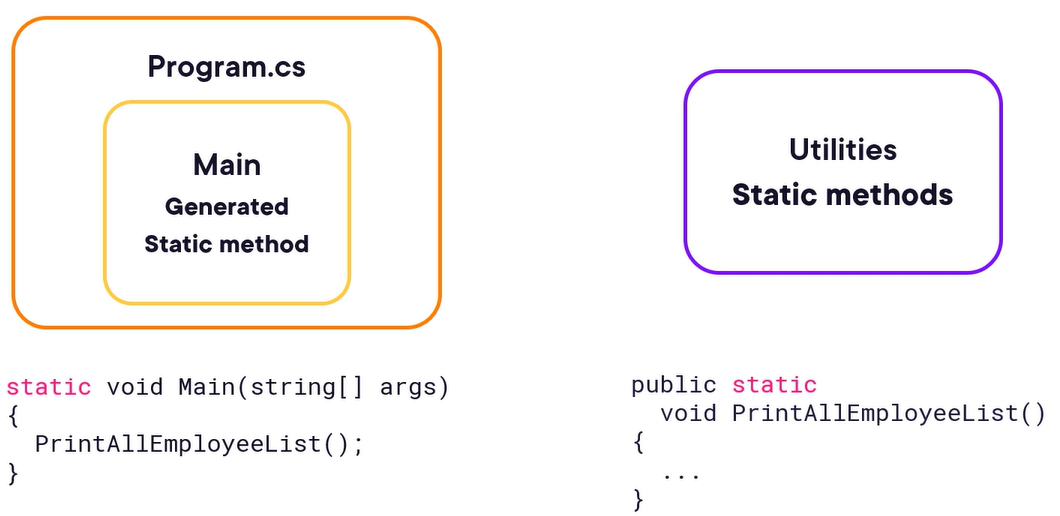 Program.cs
Main
Generated
Static method
Utilities
Static methods
static void Main(string[] args)
{
PrintAllEmployeeList();
}
public static
void PrintAllEmployeeList()
{
...
}